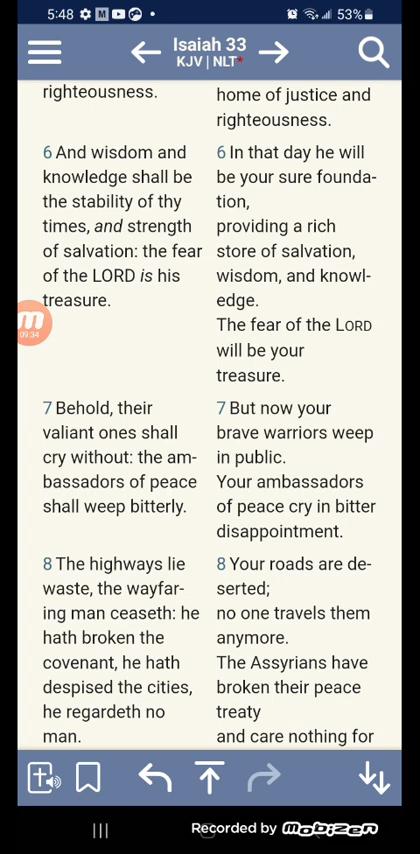 5:48
53%
Isaiah 33
KJV | NLT*
righteousness.
6 And wisdom and
knowledge shall be
the stability of thy
times, and strength
of salvation: the fear
of the LORD is his
treasure.
7 Behold, their
valiant ones shall
cry without: the am-
bassadors of peace
shall weep bitterly.
8 The highways lie
waste, the wayfar-
ing man ceaseth: he
hath broken the
covenant, he hath
despised the cities,
he regardeth no
man.
home of justice and
righteousness.
6 In that day he will
be your sure founda-
tion,
providing a rich
store of salvation,
wisdom, and knowl-
edge.
The fear of the LORD
will be your
treasure.
7 But now your
brave warriors weep
in public.
Your ambassadors
of peace cry in bitter
disappointment.
8 Your roads are de-
serted;
no one travels them
anymore.
The Assyrians have
broken their peace
treaty
and care nothing for
m
09:34
Recorded by mobizen